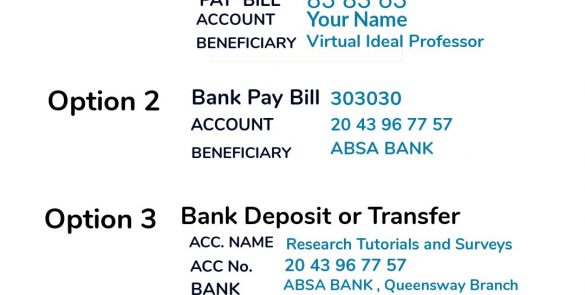 PAY BILL 83 83 83
ACCOUNT Your Name
BENEFICIARY Virtual Ideal Professor
Option 2 Bank Pay Bill 303030
ACCOUNT 20 43 96 77 57
BENEFICIARY ABSA BANK
Option 3 Bank Deposit or Transfer
ACC. NAME Research Tutorials and Surveys
ACC No. 20 43 96 77 57
BANK ABSA BANK , Queensway Branch